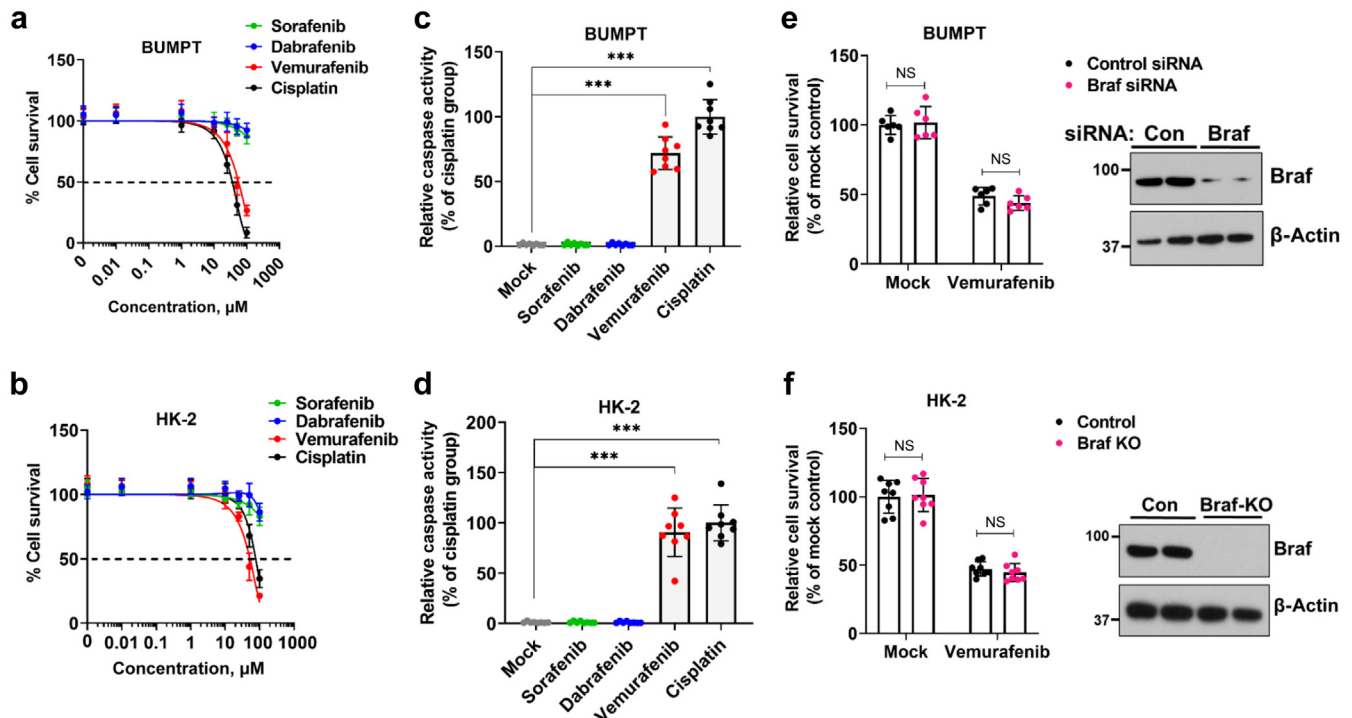 a
BUMPT
Sorafenib
Dabrafenib
Vemurafenib
Cisplatin
% Cell survival
150
100
50
0
0
0.01
0.1
1
10
100
1000
Concentration, µM
b
HK-2
Sorafenib
Dabrafenib
Vemurafenib
Cisplatin
% Cell survival
150
100
50
0
0
0.01
0.1
1
10
100
1000
Concentration, µM
c
BUMPT
Relative caspase activity
(% of cisplatin group)
150
100
50
0
***
***
Mock
Sorafenib
Dabrafenib
Vemurafenib
Cisplatin
d
HK-2
Relative caspase activity
(% of cisplatin group)
200
150
100
50
0
***
***
Mock
Sorafenib
Dabrafenib
Vemurafenib
Cisplatin
e
BUMPT
Relative cell survival
(% of mock control)
150
100
50
0
NS
NS
Mock
Vemurafenib
Control siRNA
Braf siRNA
siRNA: Con Braf
100
Braf
37
β-Actin
f
HK-2
Relative cell survival
(% of mock control)
150
100
50
0
NS
NS
Mock
Vemurafenib
Control
Braf KO
Con Braf-KO
100
Braf
37
β-Actin